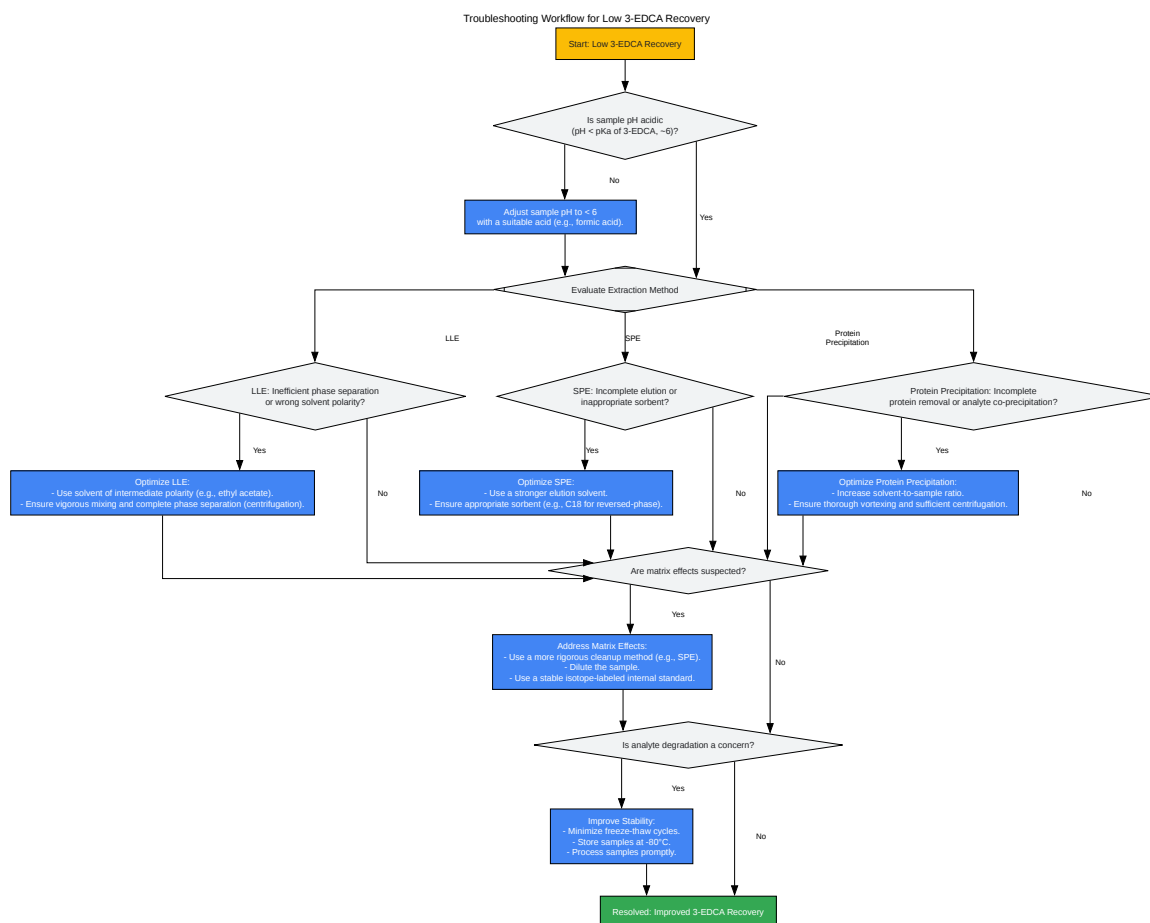 Troubleshooting Workflow for Low 3-EDCA Recovery
Start: Low 3-EDCA Recovery
Is sample pH acidic
(pH < pKa of 3-EDCA, ~6)?
No
Yes
Adjust sample pH to < 6
with a suitable acid (e.g., formic acid).
Evaluate Extraction Method
LLE
SPE
Protein
Precipitation
LLE: Inefficient phase separation
or wrong solvent polarity?
SPE: Incomplete elution or
inappropriate sorbent?
Protein Precipitation: Incomplete
protein removal or analyte co-precipitation?
Yes
No
Yes
No
Yes
No
Optimize LLE:
- Use solvent of intermediate polarity (e.g., ethyl acetate).
- Ensure vigorous mixing and complete phase separation (centrifugation).
Optimize SPE:
- Use a stronger elution solvent.
- Ensure appropriate sorbent (e.g., C18 for reversed-phase).
Optimize Protein Precipitation:
- Increase solvent-to-sample ratio.
- Ensure thorough vortexing and sufficient centrifugation.
Are matrix effects suspected?
Yes
No
Address Matrix Effects:
- Use a more rigorous cleanup method (e.g., SPE).
- Dilute the sample.
- Use a stable isotope-labeled internal standard.
Is analyte degradation a concern?
Yes
No
Improve Stability:
- Minimize freeze-thaw cycles.
- Store samples at -80°C.
- Process samples promptly.
Resolved: Improved 3-EDCA Recovery